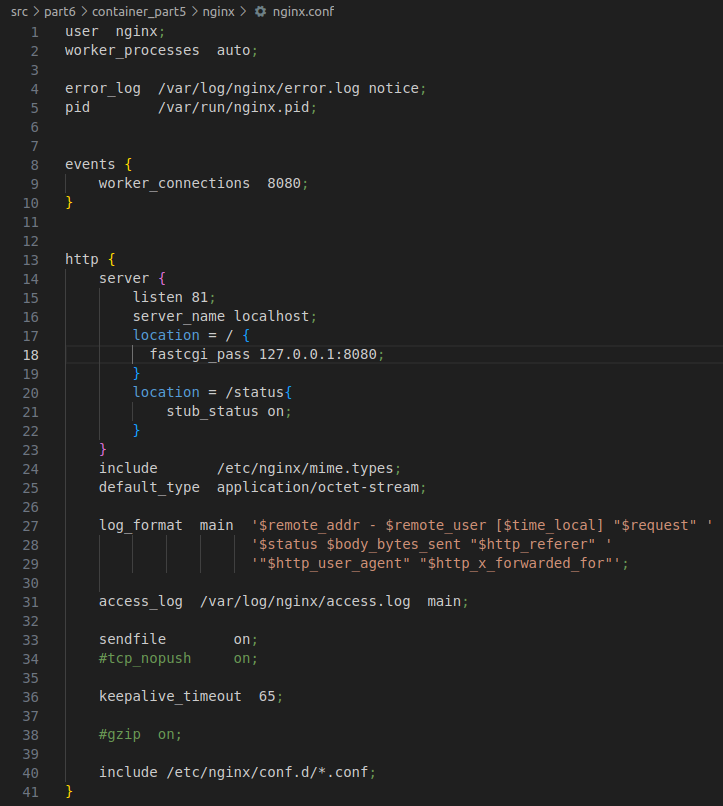 src > part6 > container_part5 > nginx > nginx.conf
1 user  nginx;
2 worker_processes  auto;
3
4 error_log  /var/log/nginx/error.log notice;
5 pid        /var/run/nginx.pid;
6
7
8 events {
9     worker_connections  8080;
10 }
11
12
13 http {
14     server {
15         listen 81;
16         server_name localhost;
17         location = / {
18           fastcgi_pass 127.0.0.1:8080;
19         }
20         location = /status{
21             stub_status on;
22         }
23     }
24     include       /etc/nginx/mime.types;
25     default_type  application/octet-stream;
26
27     log_format  main  '$remote_addr - $remote_user [$time_local] "$request" '
28                       '$status $body_bytes_sent "$http_referer" '
29                       '"$http_user_agent" "$http_x_forwarded_for"';
30
31     access_log  /var/log/nginx/access.log  main;
32
33     sendfile        on;
34     #tcp_nopush     on;
35
36     keepalive_timeout  65;
37
38     #gzip  on;
39
40     include /etc/nginx/conf.d/*.conf;
41 }